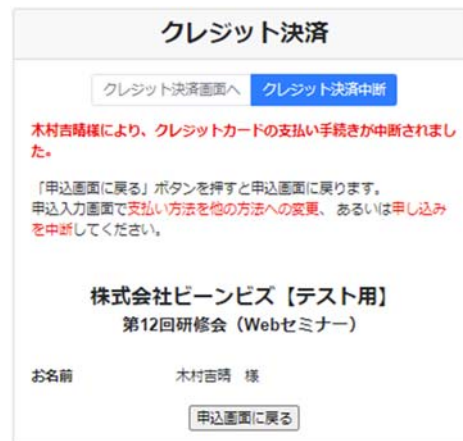 クレジット決済
クレジット決済画面へ クレジット決済中断
木村吉晴様により、クレジットカードの支払い手続きが中断されまし
た。
「申込画面に戻る」ボタンを押すと申込画面に戻ります。
申込入力画面で支払い方法を他の方法への変更、 あるいは申し込み
を中断してください。
株式会社ビーンビズ【テスト用】
第12回研修会（Webセミナー）
お名前 木村吉晴 様
申込画面に戻る